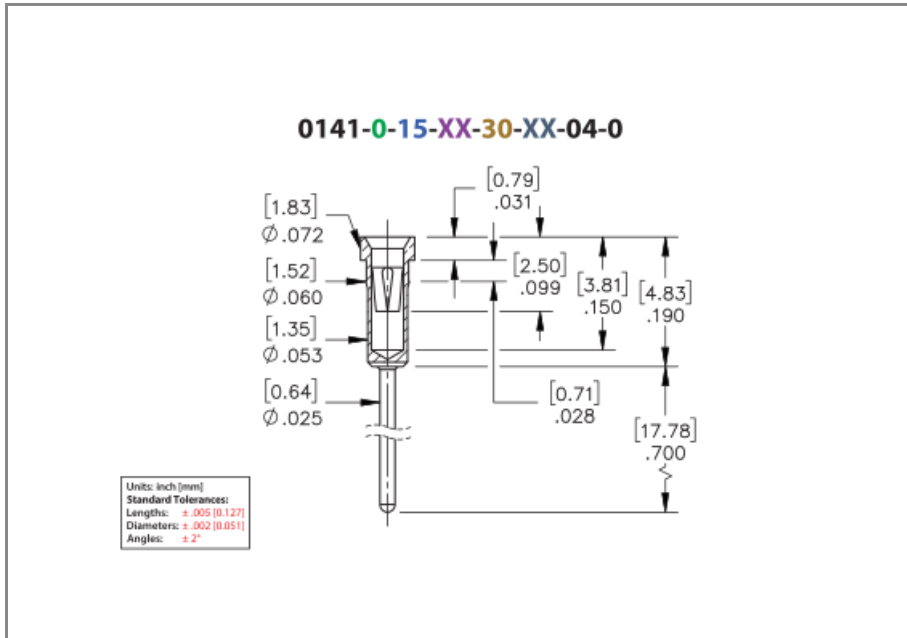 0141-0-15-XX-30-XX-04-0
[0.79]
.031
[1.83]
Ø .072
[2.50]
.099
[1.52]
Ø .060
[3.81]
.150
[4.83]
.190
[1.35]
Ø .053
[0.64]
Ø .025
[0.71]
.028
[17.78]
.700
Units: inch [mm]
Standard Tolerances:
Lengths: ± .005 [0.127]
Diameters: ± .002 [0.051]
Angles: ± 2°